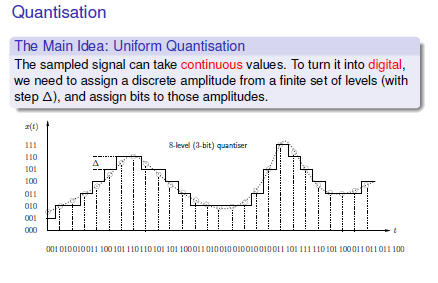 Quantisation
The Main Idea: Uniform Quantisation
The sampled signal can take continuous values. To turn it into digital,
we need to assign a discrete amplitude from a finite set of levels (with
step Δ), and assign bits to those amplitudes.
x(t)
8-level (3-bit) quantiser
111
110
Δ
101
100
011
010
001
000
t
001 010 010 011 100 101 110 110 101 101 100 011 010 010 010 010 010 011 101 111 110 101 100 011 011 011 100